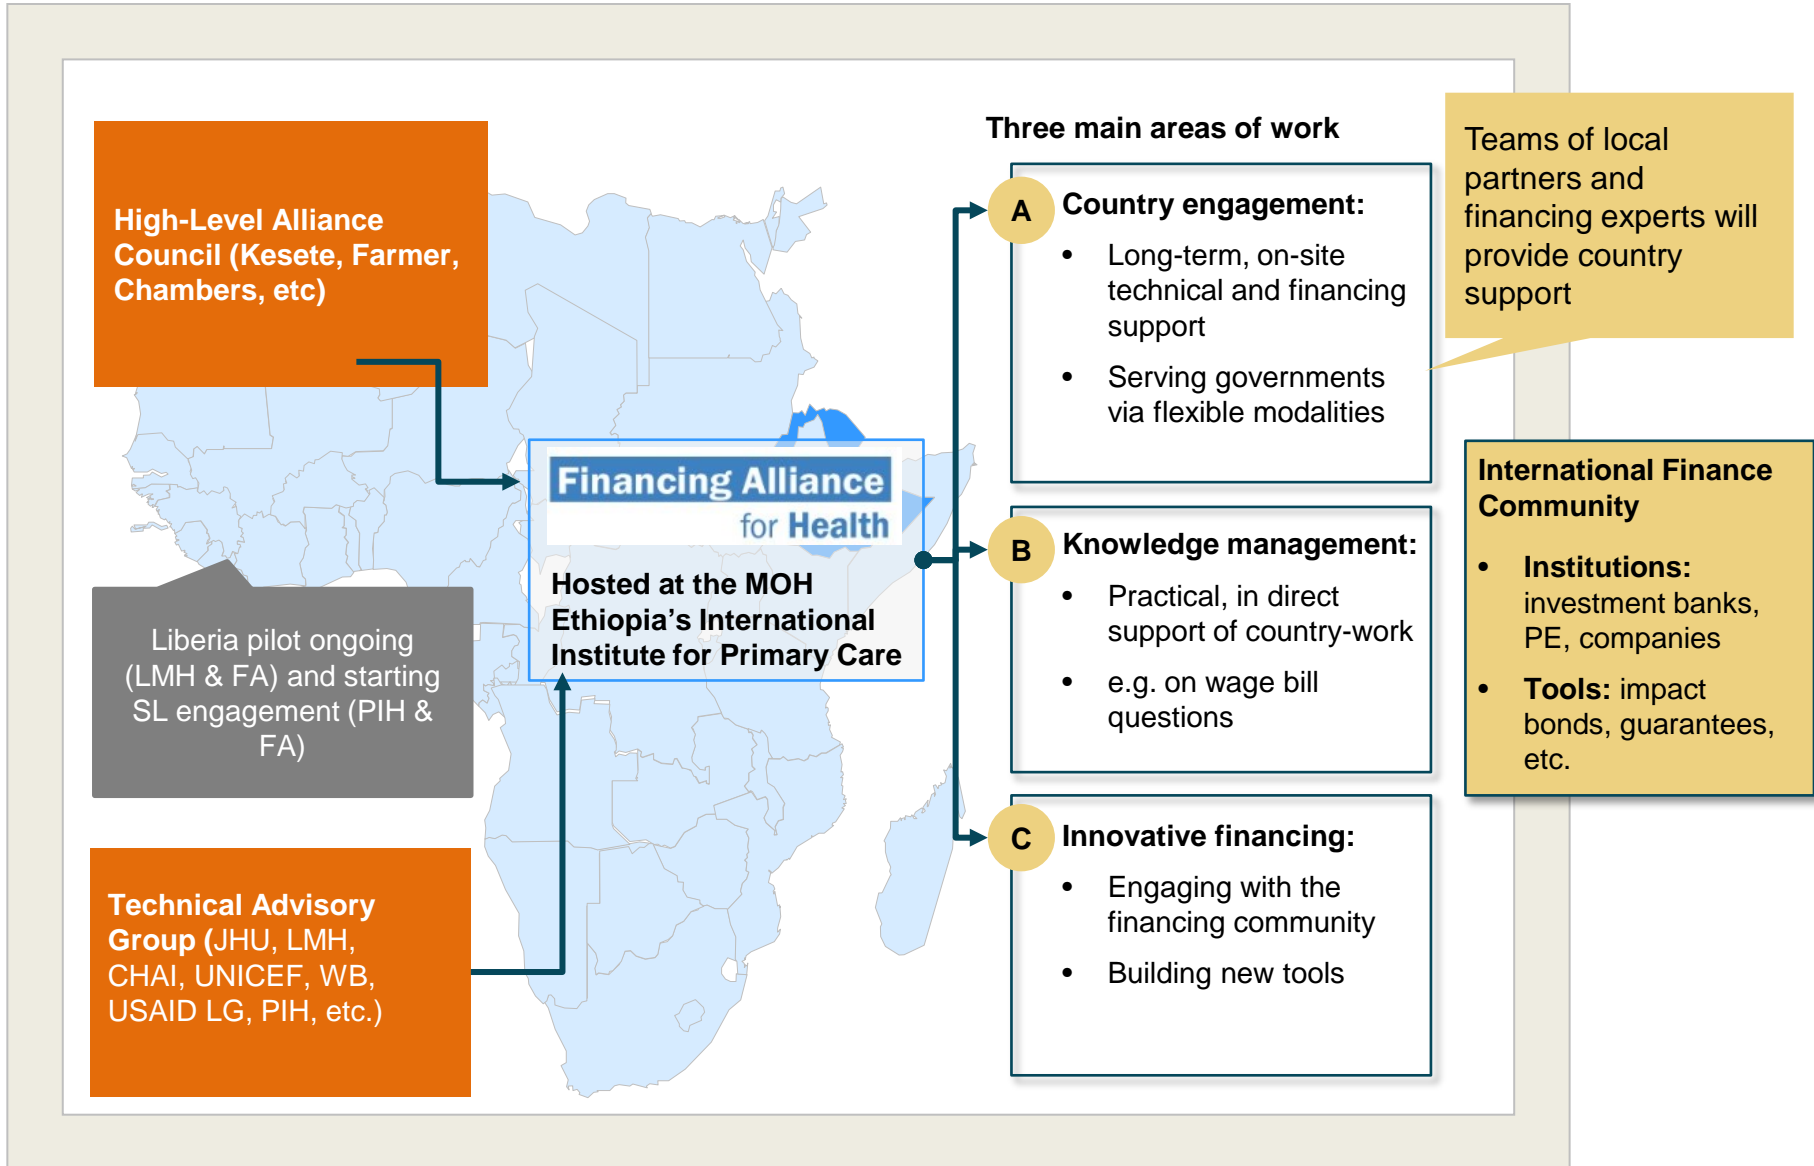 High-Level Alliance
Council (Kesete, Farmer,
Chambers, etc)
Liberia pilot ongoing
(LMH & FA) and starting
SL engagement (PIH &
FA)
Technical Advisory
Group (JHU, LMH,
CHAI, UNICEF, WB,
USAID LG, PIH, etc.)
Financing Alliance
for Health
Hosted at the MOH
Ethiopia’s International
Institute for Primary Care
Three main areas of work
A
Country engagement:
• Long-term, on-site
technical and financing
support
• Serving governments
via flexible modalities
B
Knowledge management:
• Practical, in direct
support of country-work
• e.g. on wage bill
questions
C
Innovative financing:
• Engaging with the
financing community
• Building new tools
Teams of local
partners and
financing experts will
provide country
support
International Finance
Community
• Institutions:
investment banks,
PE, companies
• Tools: impact
bonds, guarantees,
etc.